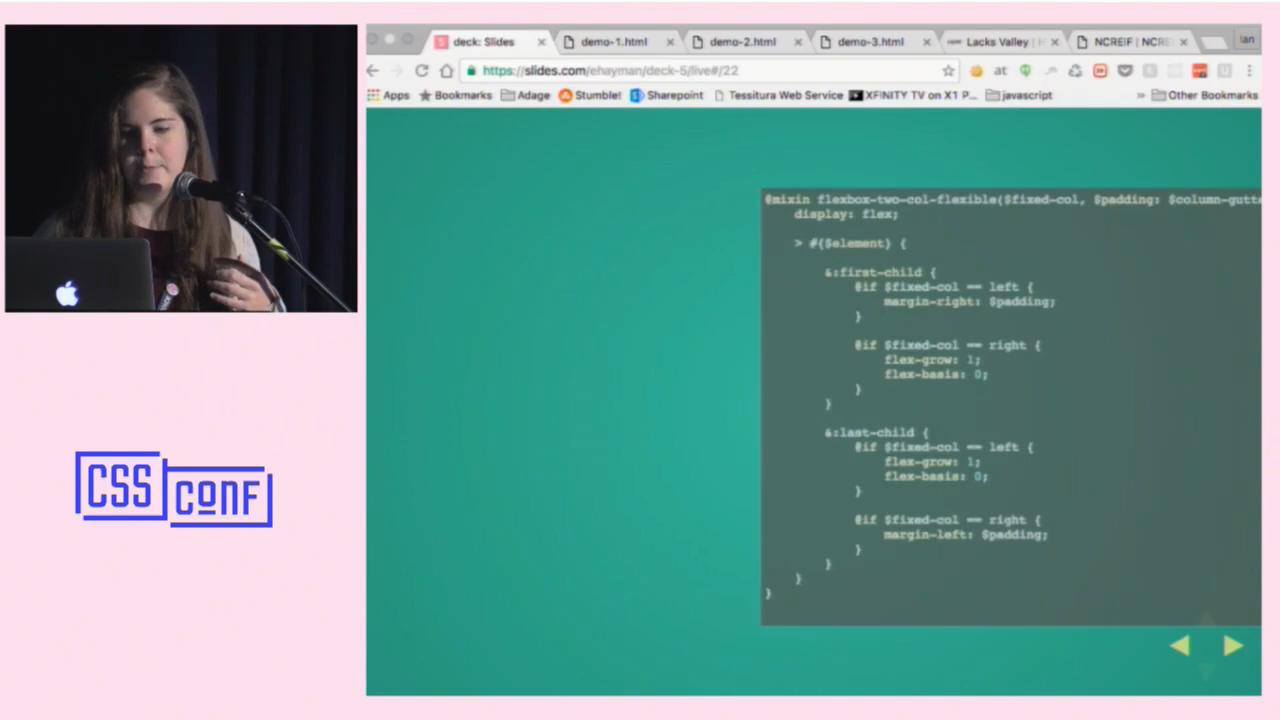 deck: Slides
demo-1.html
demo-2.html
demo-3.html
Lacks Valley
NCREIF | NCRE
Ian
https://slides.com/ehayman/deck-5/live#/22
at
Apps
Bookmarks
Adage
Stumble!
Sharepoint
Tessitura Web Service
XFINITY TV on X1 P...
javascript
»
Other Bookmarks
@mixin flexbox-two-col-flexible($fixed-col, $padding: $column-gutte
display: flex;
> #{$element} {
&:first-child {
@if $fixed-col == left {
margin-right: $padding;
}
@if $fixed-col == right {
flex-grow: 1;
flex-basis: 0;
}
}
&:last-child {
@if $fixed-col == left {
flex-grow: 1;
flex-basis: 0;
}
@if $fixed-col == right {
margin-left: $padding;
}
}
}
}
CSS
CONF